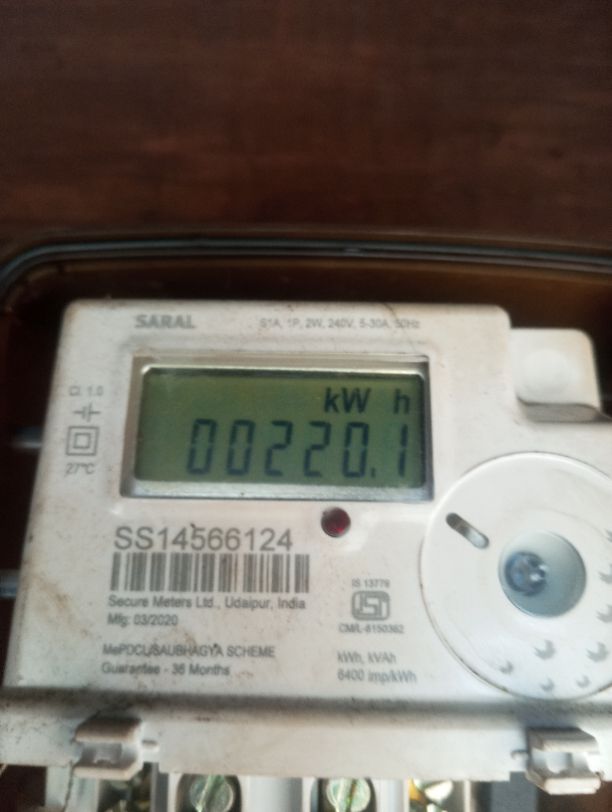 SARAL
S1A, 1P, 2W, 240V, 5-30A, 50Hz
Cl. 1.0
27°C
kW h
00220.1
SS14566124
Secure Meters Ltd., Udaipur, India
Mfg: 03/2020
MePDCL/SAUBHAGYA SCHEME
Guarantee - 36 Months
IS 13779
ISI
CM/L-8150362
kWh, kVAh
6400 imp/kWh